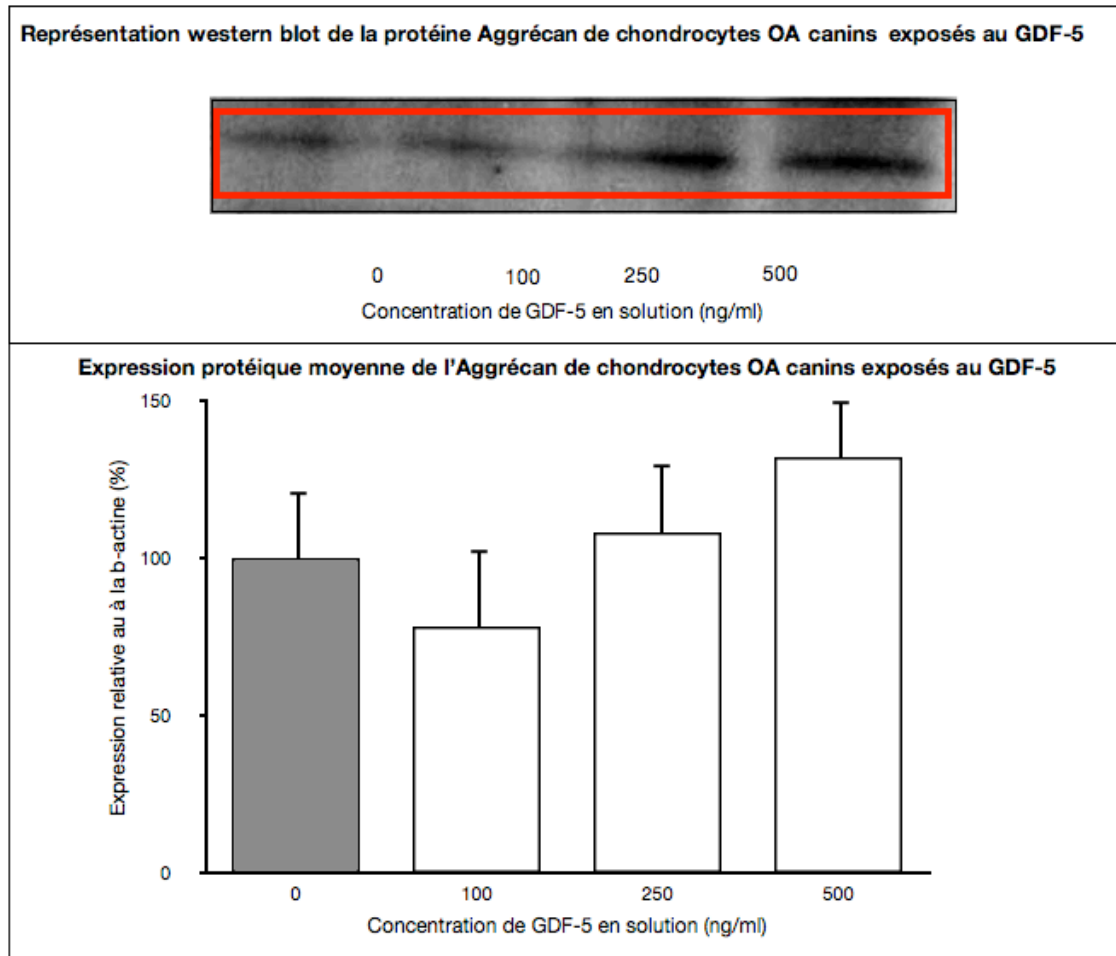 Représentation western blot de la protéine Aggrécan de chondrocytes OA canins exposés au GDF-5
0 100 250 500
Concentration de GDF-5 en solution (ng/ml)
Expression protéique moyenne de l'Aggrécan de chondrocytes OA canins exposés au GDF-5
Expression relative au à la b-actine (%)
150
100
50
0
0 100 250 500
Concentration de GDF-5 en solution (ng/ml)